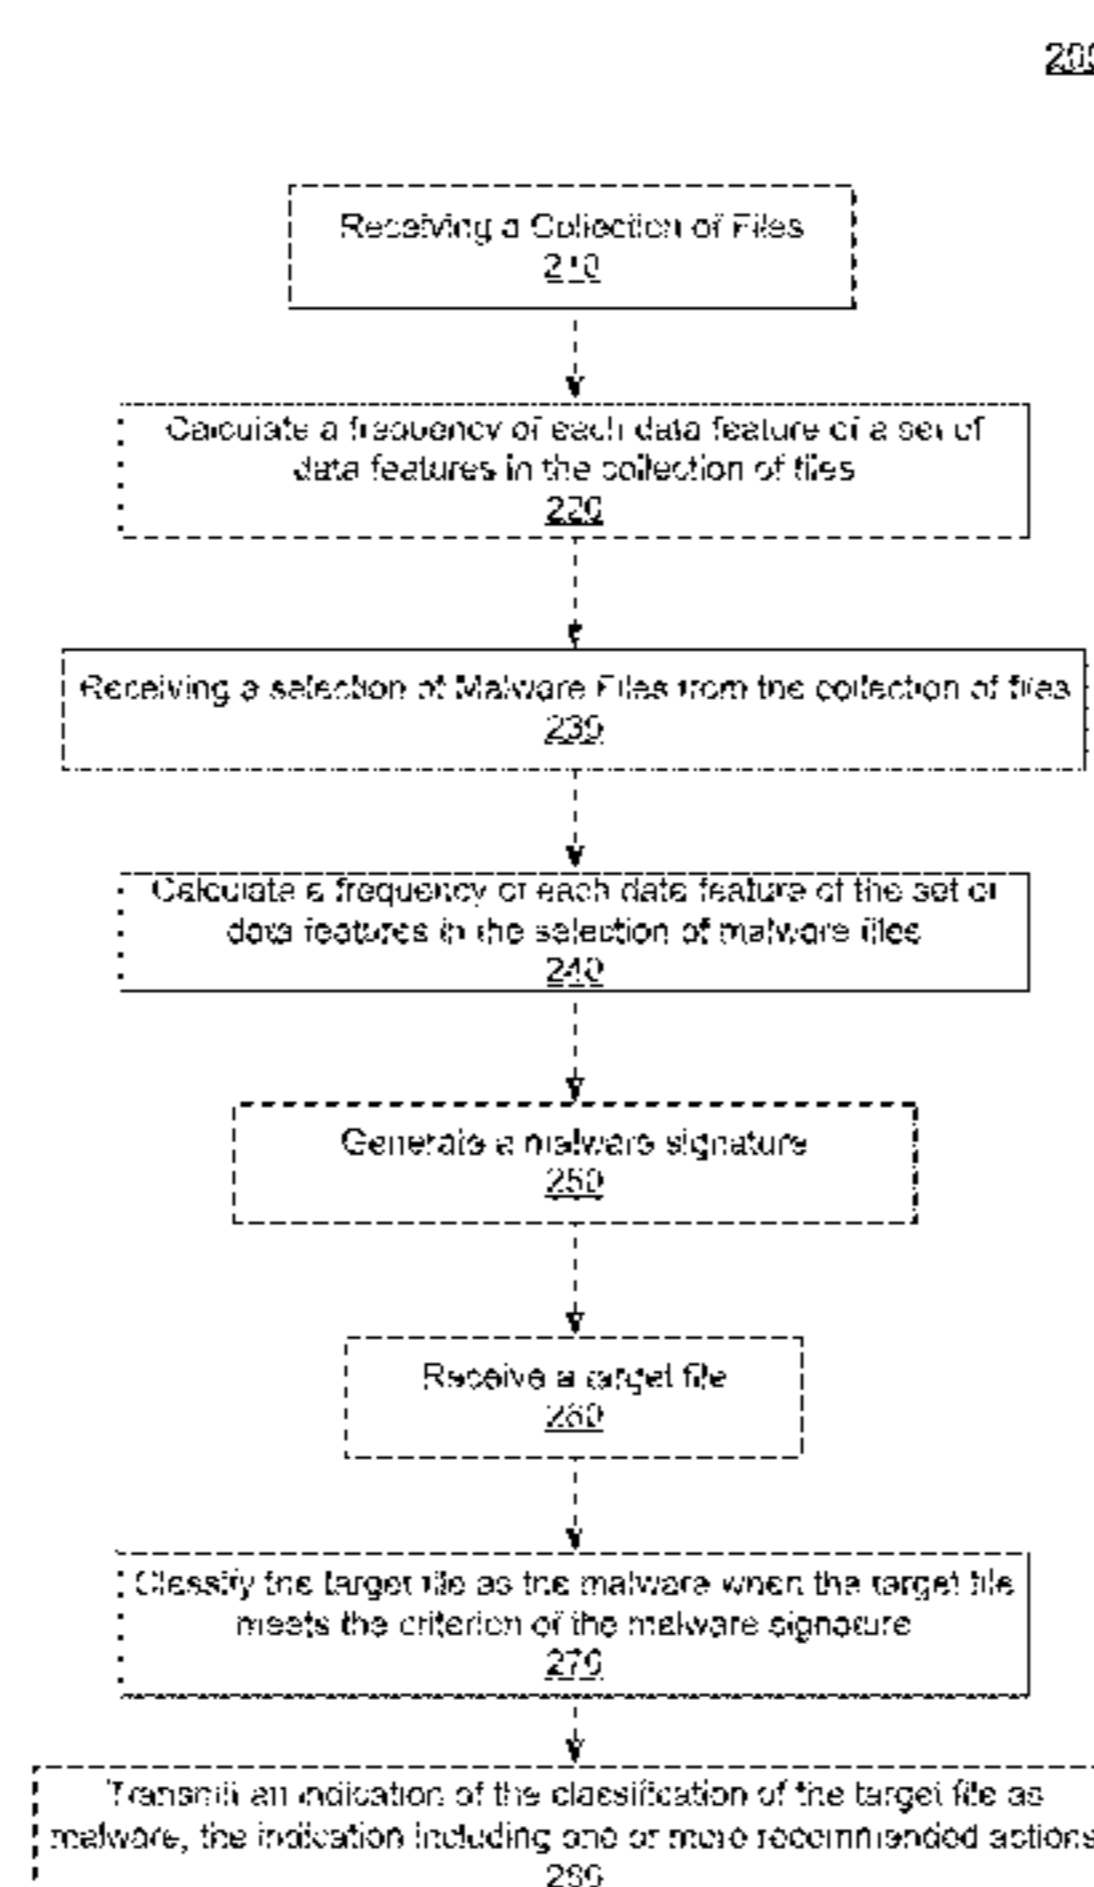 200
Receiving a Collection of Files
210
Calculate a frequency of each data feature of a set of
data features in the collection of files
220
Receiving a selection of Malware Files from the collection of files
230
Calculate a frequency of each data feature of the set of
data features in the selection of malware files
240
Generate a malware signature
250
Receive a target file
260
Classify the target file as the malware when the target file
meets the criterion of the malware signature
270
Transmit an indication of the classification of the target file as
malware, the indication including one or more recommended actions
280